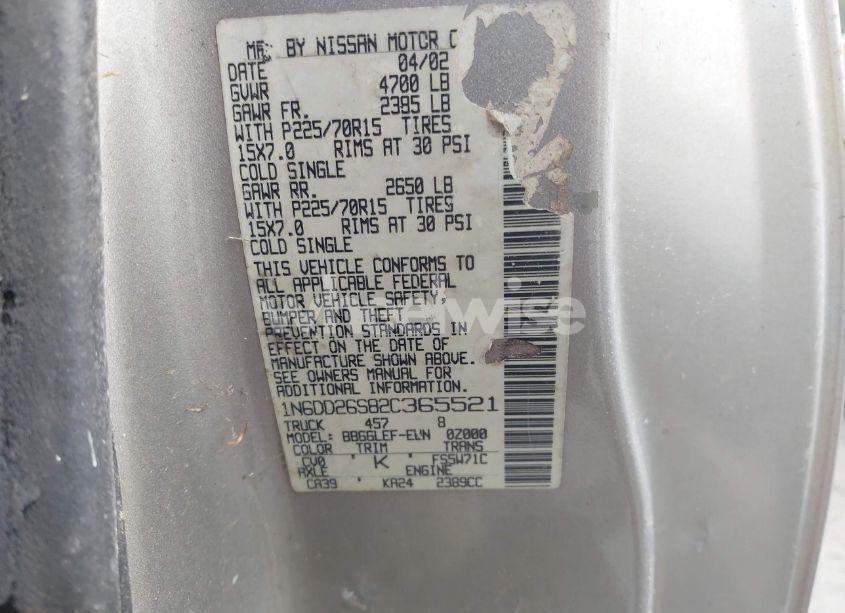 BY NISSAN MOTOR C
DATE 04/02
GVWR 4700 LB
GAWR FR. 2385 LB
WITH P225/70R15 TIRES
15X7.0 RIMS AT 30 PSI
COLD SINGLE
GAWR RR. 2650 LB
WITH P225/70R15 TIRES
15X7.0 RIMS AT 30 PSI
COLD SINGLE
THIS VEHICLE CONFORMS TO
ALL APPLICABLE FEDERAL
MOTOR VEHICLE SAFETY,
BUMPER AND THEFT
PREVENTION STANDARDS IN
EFFECT ON THE DATE OF
MANUFACTURE SHOWN ABOVE.
SEE OWNERS MANUAL FOR
ADDITIONAL INFORMATION
1N6DD26S82C365521
TRUCK 457 8
MODEL: BBGGLEF-EWN 0Z000
COLOR TRIM TRANS
CV0 K FS5W71C
AXLE ENGINE
CA39 KA24 2389CC